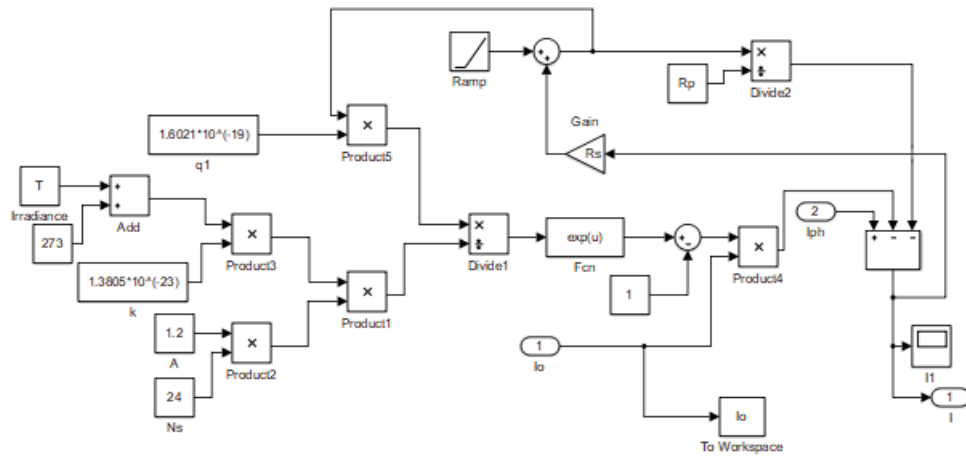 Ramp
+
+
Rp
×
÷
Divide2
Gain
Rs
1.6021*10^(-19)
q1
×
Product5
T
Irradiance
273
+
+
Add
×
Product3
1.3805*10^(-23)
k
×
Product1
1.2
A
24
Ns
×
Product2
×
÷
Divide1
exp(u)
Fcn
+
−
1
×
Product4
2
Iph
+ − −
1
Io
Io
To Workspace
I1
1
I